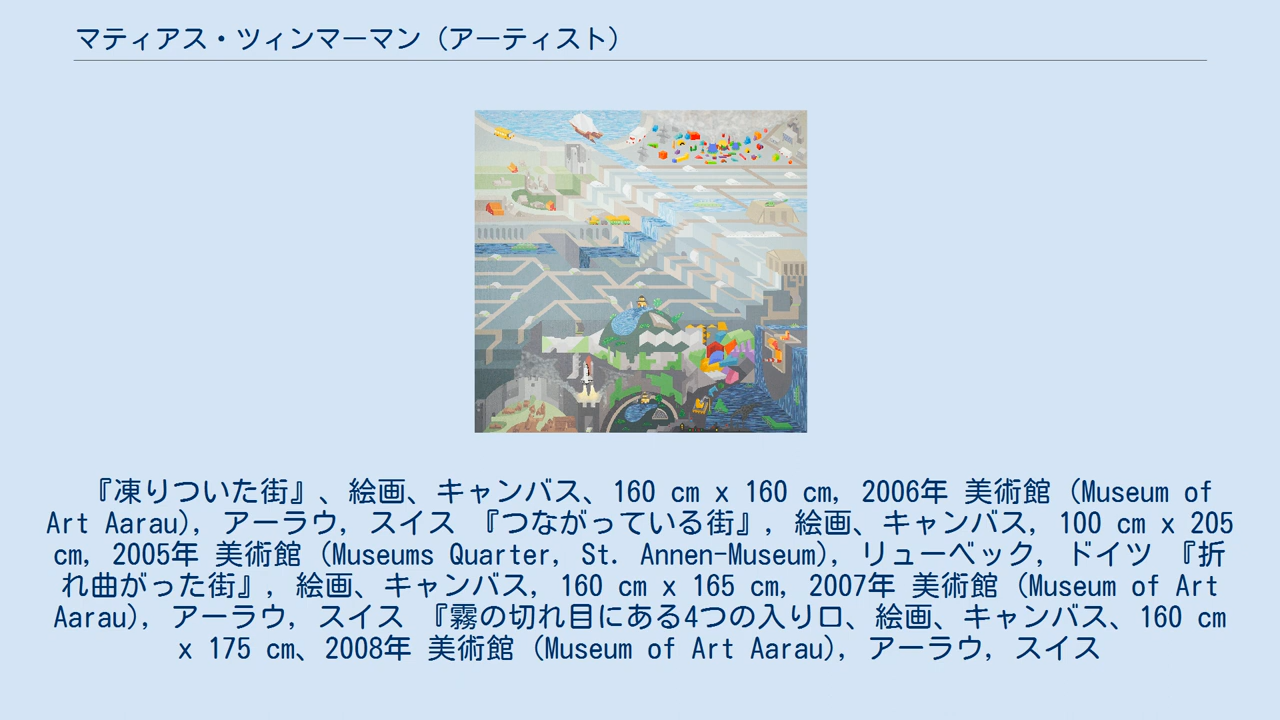 マティアス・ツィンマーマン（アーティスト）
『凍りついた街』、絵画、キャンバス、160 cm x 160 cm, 2006年 美術館 (Museum of
Art Aarau), アーラウ, スイス 『つながっている街』, 絵画、キャンバス, 100 cm x 205
cm, 2005年 美術館 (Museums Quarter, St. Annen-Museum), リューベック, ドイツ 『折
れ曲がった街』, 絵画、キャンバス, 160 cm x 165 cm, 2007年 美術館 (Museum of Art
Aarau), アーラウ, スイス 『霧の切れ目にある4つの入り口、絵画、キャンバス、160 cm
x 175 cm、2008年 美術館 (Museum of Art Aarau), アーラウ, スイス